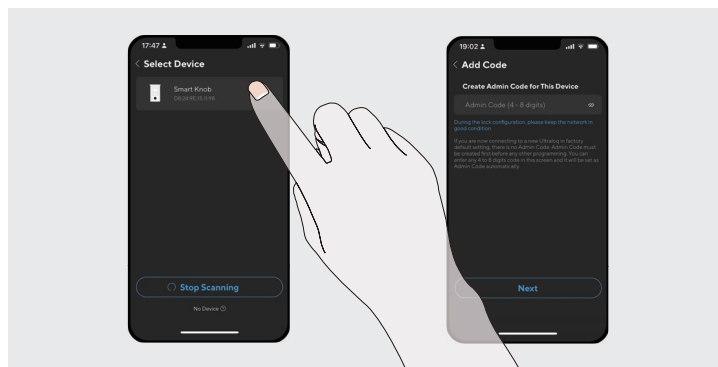 17:47
Select Device
Smart Knob
Stop Scanning
No Device
19:02
Add Code
Create Admin Code for This Device
Admin Code (4 - 8 digits)
During the lock configuration, please keep the network in
good condition
If you are now connecting to a new Ultraloq in factory
default setting, there is no Admin Code. Admin Code must
be created first before any other programming. You can
enter any 4 to 8 digits code in this screen and it will be set as
Admin Code automatically.
Next